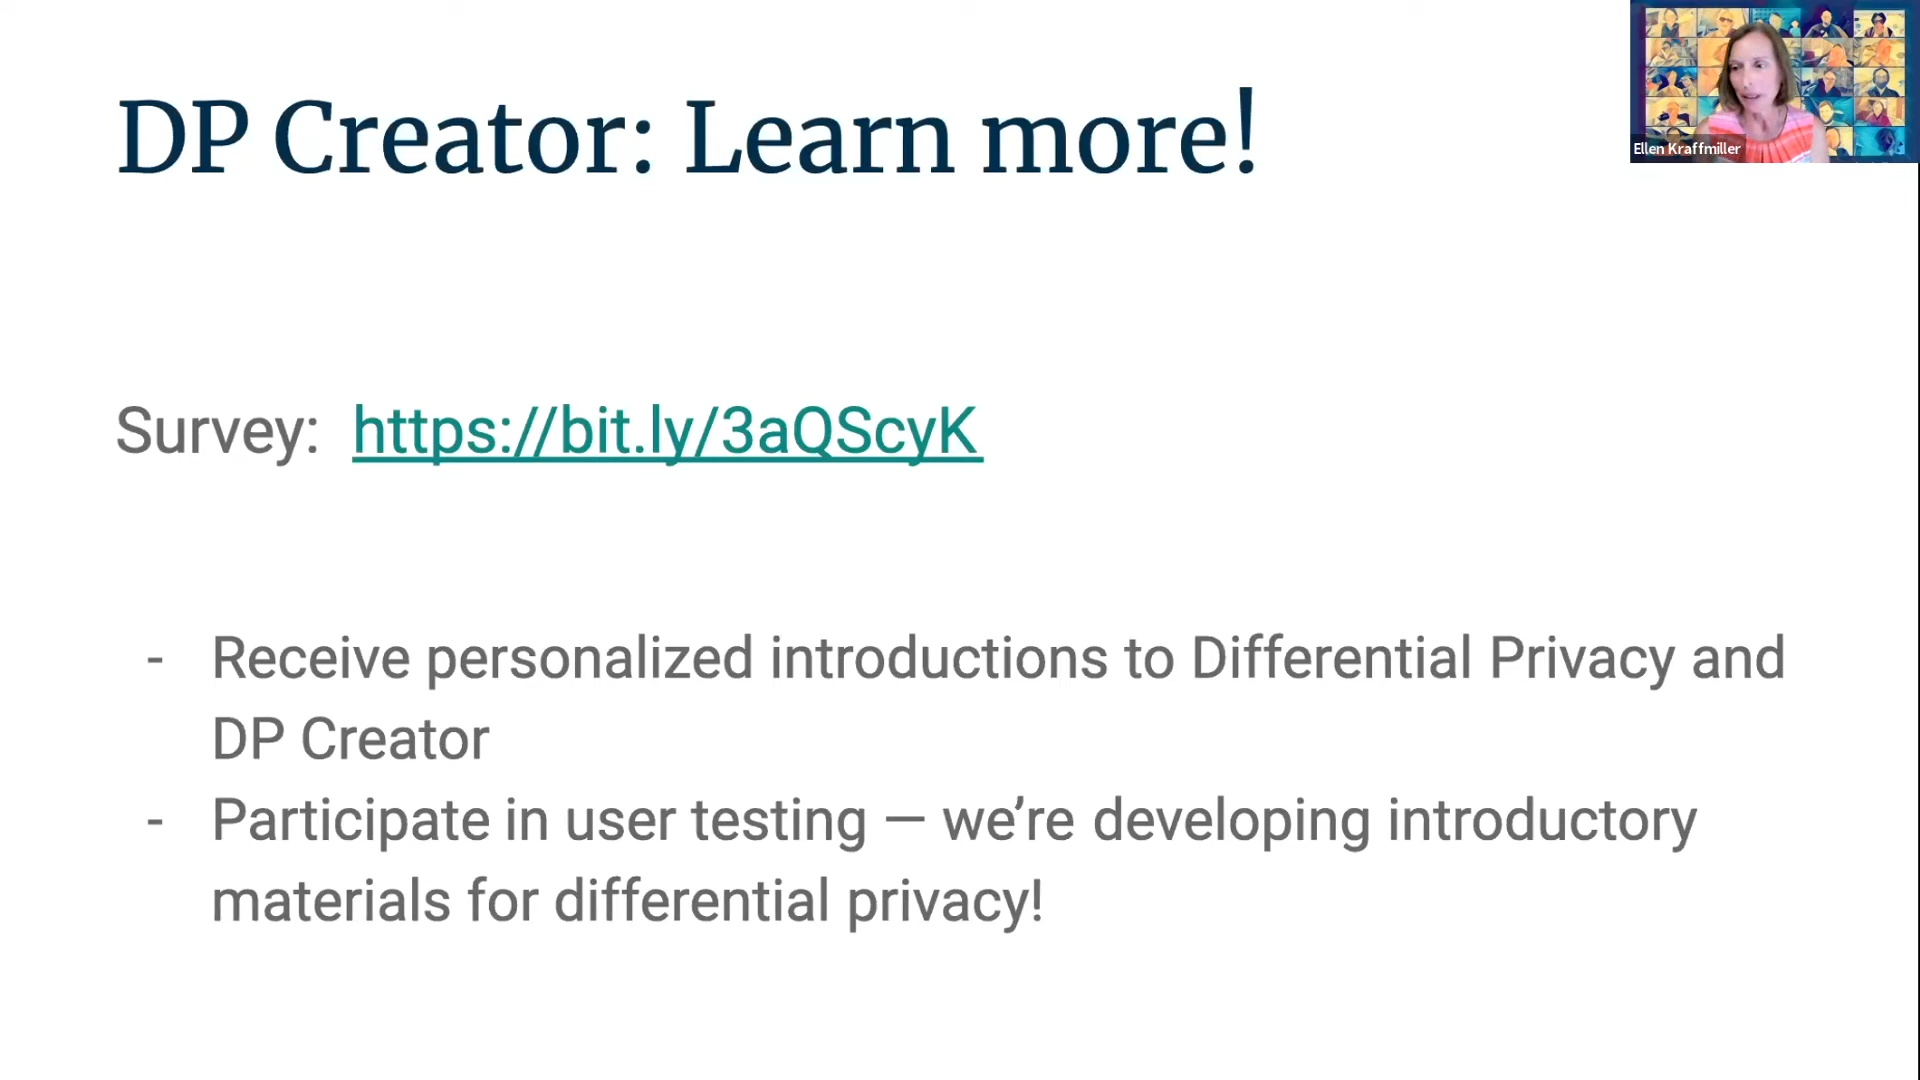 DP Creator: Learn more!
Ellen Kraffmiller
Survey: https://bit.ly/3aQScyK
- Receive personalized introductions to Differential Privacy and
DP Creator
- Participate in user testing — we’re developing introductory
materials for differential privacy!